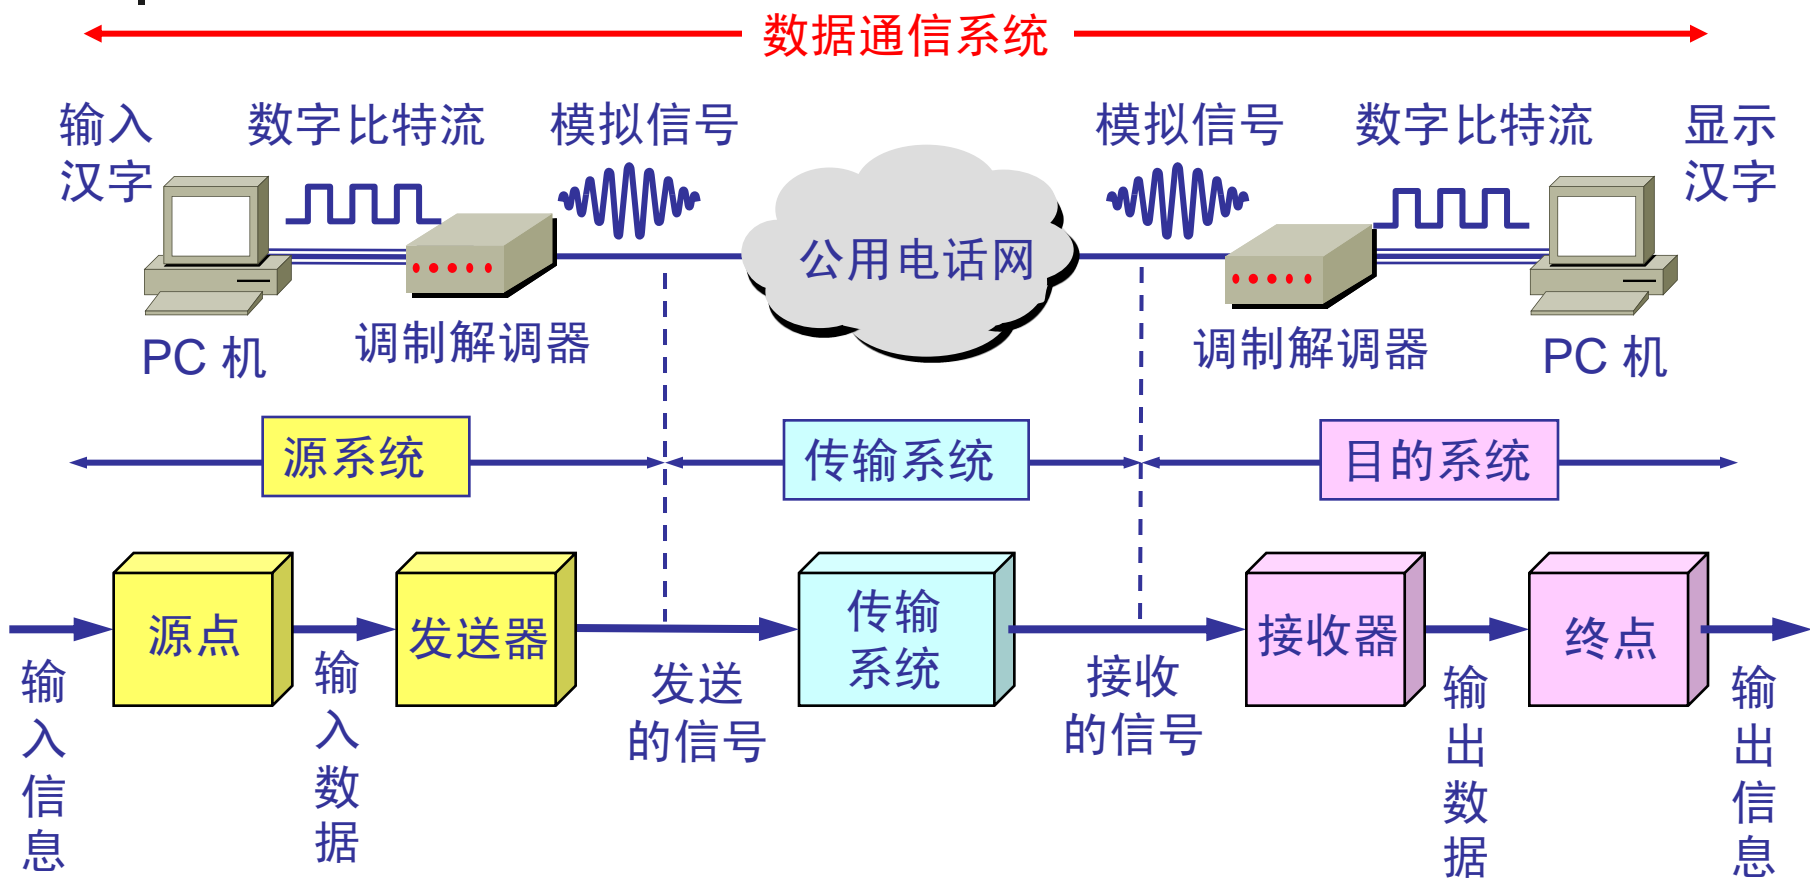 数据通信系统
输入
汉字
数字比特流
模拟信号
模拟信号
数字比特流
显示
汉字
公用电话网
PC 机
调制解调器
调制解调器
PC 机
源系统
传输系统
目的系统
源点
发送器
传输
系统
接收器
终点
输入信息
输入数据
发送
的信号
接收
的信号
输出数据
输出信息